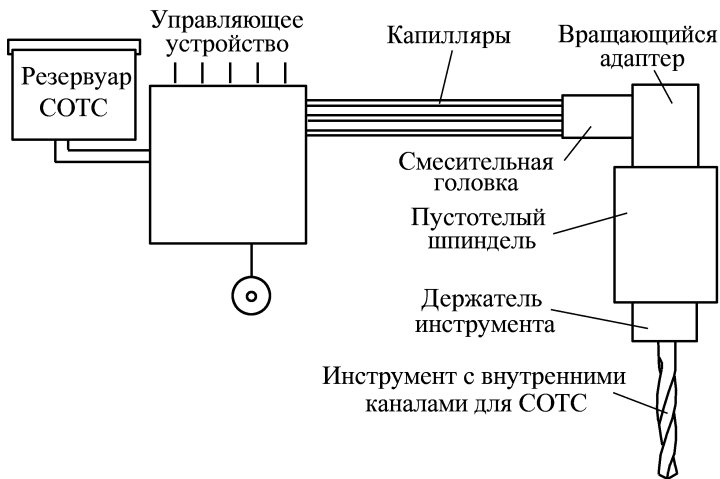 Управляющее
устройство
Резервуар
СОТС
Капилляры
Вращающийся
адаптер
Смесительная
головка
Пустотелый
шпиндель
Держатель
инструмента
Инструмент с внутренними
каналами для СОТС